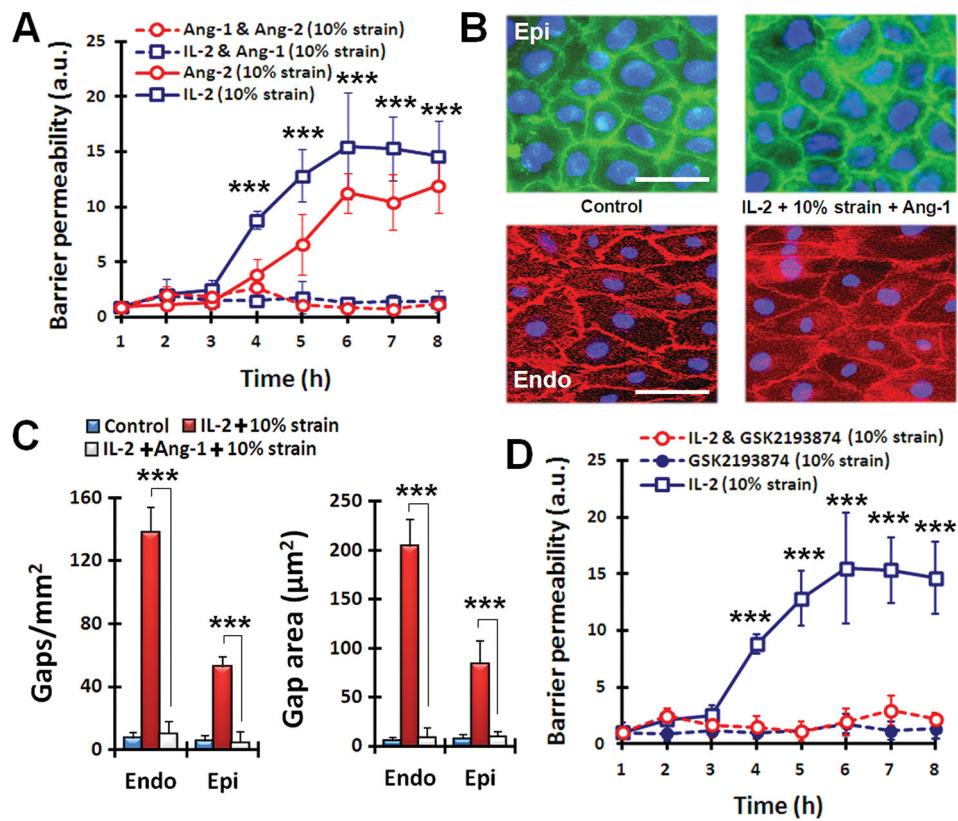 A
Ang-1 & Ang-2 (10% strain)
IL-2 & Ang-1 (10% strain)
Ang-2 (10% strain)
IL-2 (10% strain)
Barrier permeability (a.u.)
25
20
15
10
5
0
*** *** *** *** ***
1 2 3 4 5 6 7 8
Time (h)
B
Epi
Control
IL-2 + 10% strain + Ang-1
Endo
C
Control IL-2+10% strain
IL-2 +Ang-1+10% strain
Gaps/mm²
160
120
80
40
0
***
***
Endo Epi
Gap area (µm²)
250
200
150
100
50
0
***
***
Endo Epi
D
IL-2 & GSK2193874 (10% strain)
GSK2193874 (10% strain)
IL-2 (10% strain)
Barrier permeability (a.u.)
25
20
15
10
5
0
*** *** *** *** ***
1 2 3 4 5 6 7 8
Time (h)